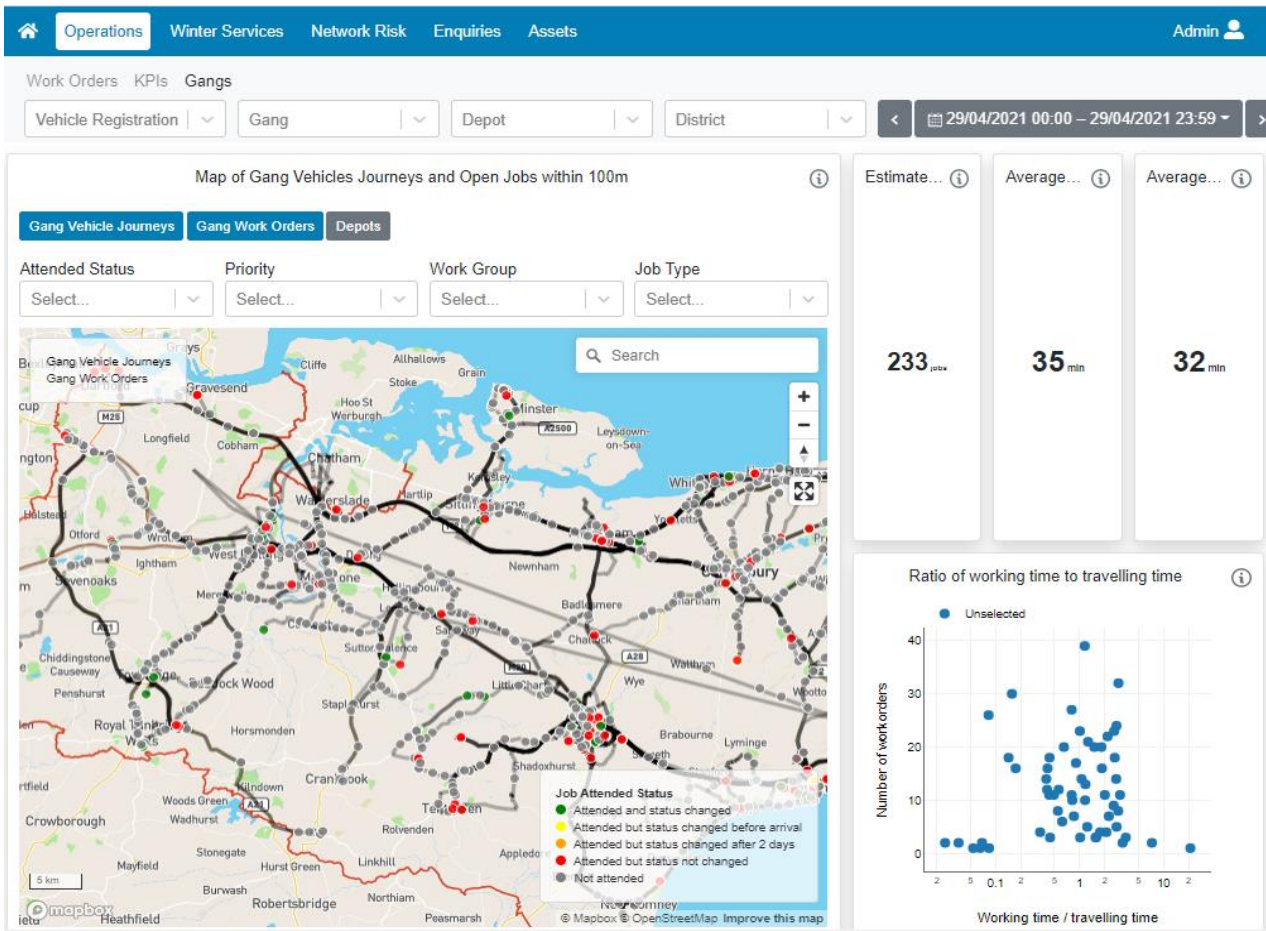 Operations Winter Services Network Risk Enquiries Assets Admin
Work Orders KPIs Gangs
Vehicle Registration Gang Depot District < 29/04/2021 00:00 – 29/04/2021 23:59 >
Map of Gang Vehicles Journeys and Open Jobs within 100m
Gang Vehicle Journeys Gang Work Orders Depots
Attended Status Priority Work Group Job Type
Select... Select... Select... Select...
Gang Vehicle Journeys
Gang Work Orders
Search
Grays
Cliffe
Allhallows
Grain
Stoke
Gravesend
Hoo St
Werburgh
Minster
M25
A2500
Leysdown-
on-Sea
Longfield
Cobham
Chatham
Hartlip
Halstead
Otford
Ightham
Newnham
Badlesmere
A21
Chiddingstone
Causeway
Penshurst
A28
Wye
Brabourne
Lyminge
Horsmonden
Shadoxhurst
Woods Green
A21
Crowborough
Wadhurst
Rolvenden
Stonegate
Mayfield
Hurst Green
Linkhill
Burwash
Robertsbridge
Northiam
Heathfield
Peasmarsh
5 km
mapbox
Job Attended Status
Attended and status changed
Attended but status changed before arrival
Attended but status changed after 2 days
Attended but status not changed
Not attended
© Mapbox © OpenStreetMap Improve this map
Estimate... Average... Average...
233 jobs 35 min 32 min
Ratio of working time to travelling time
Unselected
40
30
20
10
0
Number of workorders
2 5 0.1 2 5 1 2 5 10 2
Working time / travelling time